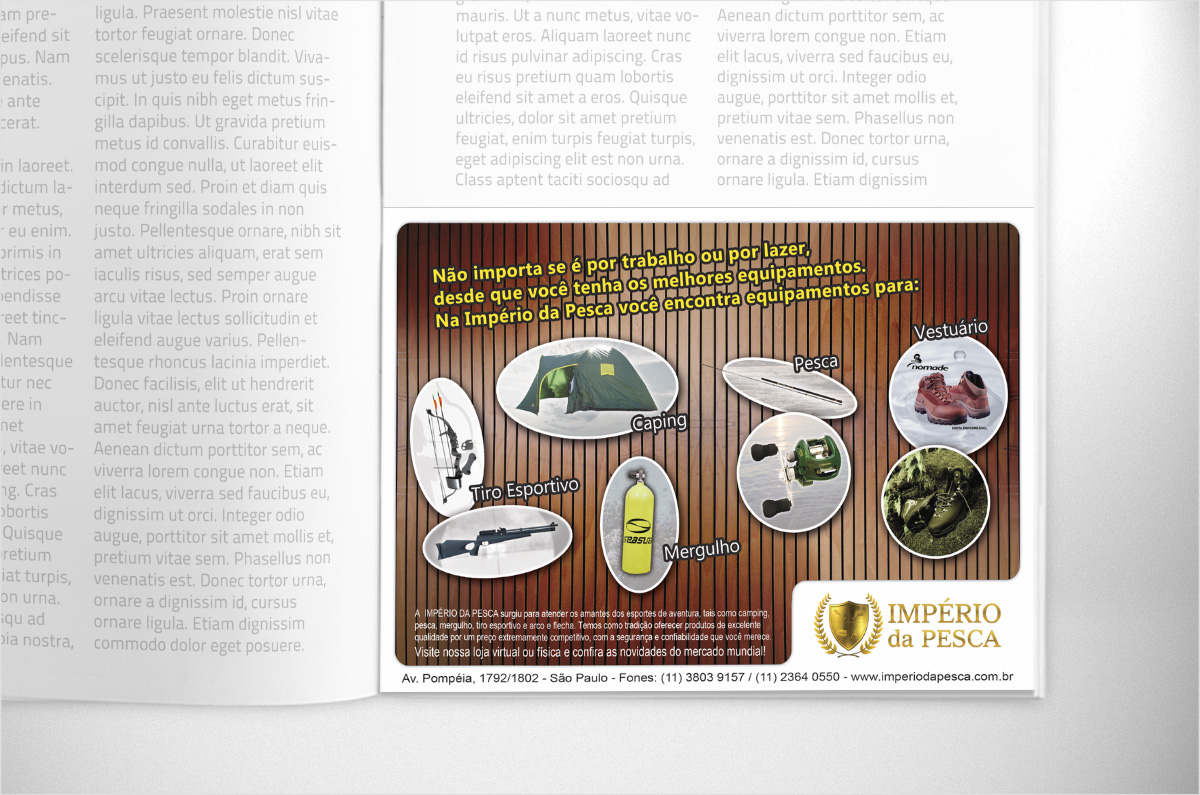 am pre-
eifend sit
pus. Nam
enatis.
ante
cerat.
in laoreet.
dictum la-
r metus,
r eu enim.
primis in
trices po-
pendisse
reet tinc-
Nam
lentesque
tur nec
ere in
met
, vitae vo-
reet nunc
ng. Cras
obortis
Quisque
pretium
iat turpis,
on urna.
squ ad
bia nostra,
ligula. Praesent molestie nisl vitae
tortor feugiat ornare. Donec
scelerisque tempor blandit. Viva-
mus ut justo eu felis dictum sus-
cipit. In quis nibh eget metus frin-
gilla dapibus. Ut gravida pretium
metus id convallis. Curabitur euis-
mod congue nulla, ut laoreet elit
interdum sed. Proin et diam quis
neque fringilla sodales in non
justo. Pellentesque ornare, nibh sit
amet ultricies aliquam, erat sem
iaculis risus, sed semper augue
arcu vitae lectus. Proin ornare
ligula vitae lectus sollicitudin et
eleifend augue varius. Pellen-
tesque rhoncus lacinia imperdiet.
Donec facilisis, elit ut hendrerit
auctor, nisl ante luctus erat, sit
amet feugiat urna tortor a neque.
Aenean dictum porttitor sem, ac
viverra lorem congue non. Etiam
elit lacus, viverra sed faucibus eu,
dignissim ut orci. Integer odio
augue, porttitor sit amet mollis et,
pretium vitae sem. Phasellus non
venenatis est. Donec tortor urna,
ornare a dignissim id, cursus
ornare ligula. Etiam dignissim
commodo dolor eget posuere.
mauris. Ut a nunc metus, vitae vo-
lutpat eros. Aliquam laoreet nunc
id risus pulvinar adipiscing. Cras
eu risus pretium quam lobortis
eleifend sit amet a eros. Quisque
ultricies, dolor sit amet pretium
feugiat, enim turpis feugiat turpis,
eget adipiscing elit est non urna.
Class aptent taciti sociosqu ad
Aenean dictum porttitor sem, ac
viverra lorem congue non. Etiam
elit lacus, viverra sed faucibus eu,
dignissim ut orci. Integer odio
augue, porttitor sit amet mollis et,
pretium vitae sem. Phasellus non
venenatis est. Donec tortor urna,
ornare a dignissim id, cursus
ornare ligula. Etiam dignissim
Não importa se é por trabalho ou por lazer,
desde que você tenha os melhores equipamentos.
Na Império da Pesca você encontra equipamentos para:
Vestuário
nomade
Pesca
Caping
Tiro Esportivo
SEASUB
Mergulho
A IMPÉRIO DA PESCA surgiu para atender os amantes dos esportes de aventura, tais como camping,
pesca, mergulho, tiro esportivo e arco e flecha. Temos como tradição oferecer produtos de excelente
qualidade por um preço extremamente competitivo, com a segurança e confiabilidade que você merece.
Visite nossa loja virtual ou física e confira as novidades do mercado mundial!
IMPÉRIO
da PESCA
Av. Pompéia, 1792/1802 - São Paulo - Fones: (11) 3803 9157 / (11) 2364 0550 - www.imperiodapesca.com.br